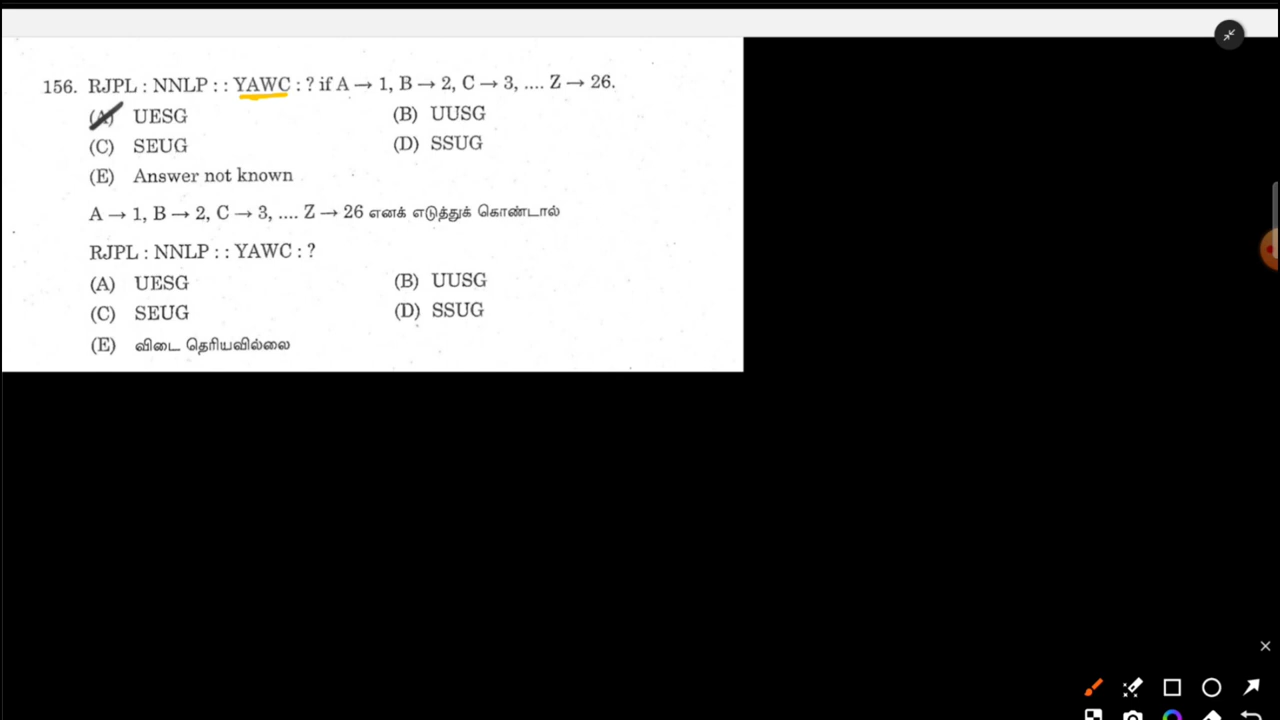 156. RJPL : NNLP : : YAWC : ? if A → 1, B → 2, C → 3, .... Z → 26.
(A) UESG (B) UUSG
(C) SEUG (D) SSUG
(E) Answer not known
A → 1, B → 2, C → 3, .... Z → 26 எனக் எடுத்துக் கொண்டால்
RJPL : NNLP : : YAWC : ?
(A) UESG (B) UUSG
(C) SEUG (D) SSUG
(E) விடை தெரியவில்லை